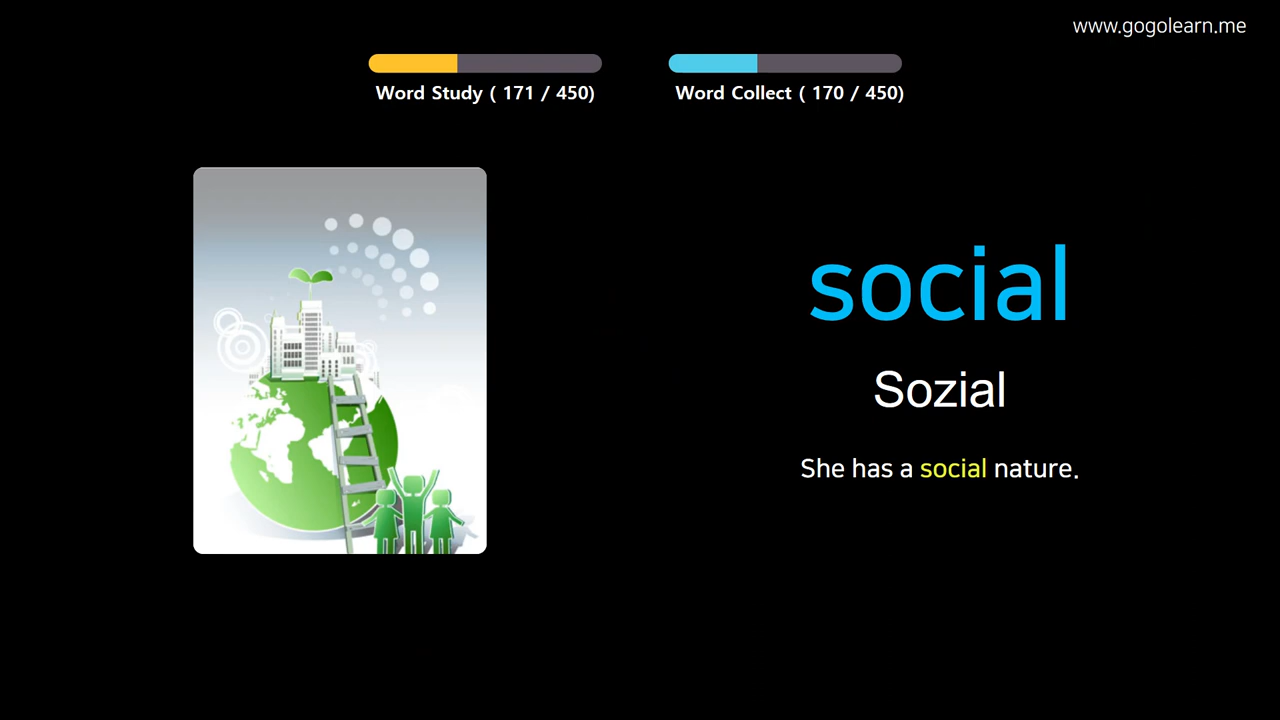 www.gogolearn.me
Word Study ( 171 / 450)
Word Collect ( 170 / 450)
social
Sozial
She has a social nature.